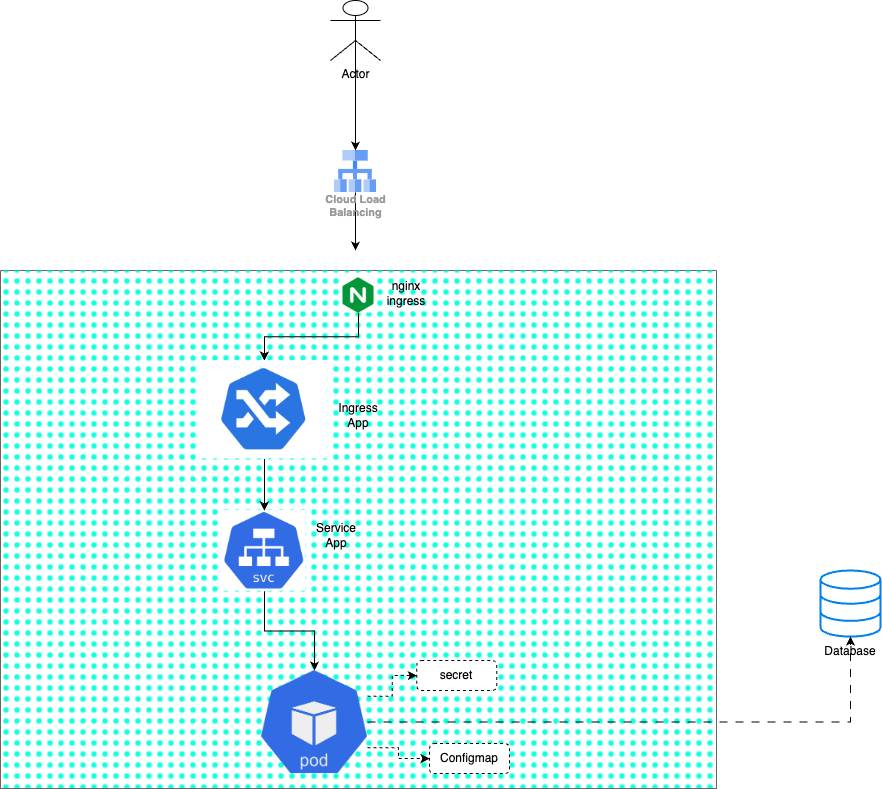 Actor
Cloud Load
Balancing
N
nginx
ingress
Ingress
App
Service
App
svc
Database
secret
pod
Configmap